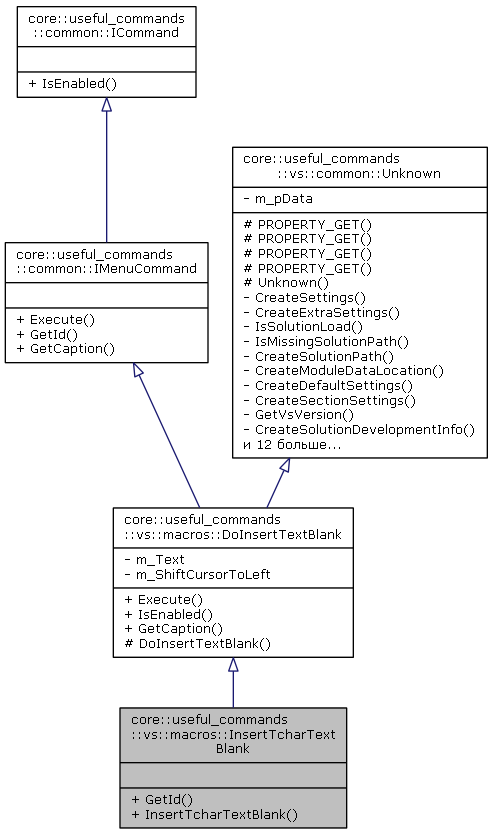 core::useful_commands
::common::ICommand
+ IsEnabled()
core::useful_commands
::vs::common::Unknown
- m_pData
# PROPERTY_GET()
# PROPERTY_GET()
# PROPERTY_GET()
# PROPERTY_GET()
# Unknown()
- CreateSettings()
- CreateExtraSettings()
- IsSolutionLoad()
- IsMissingSolutionPath()
- CreateSolutionPath()
- CreateModuleDataLocation()
- CreateDefaultSettings()
- CreateSectionSettings()
- GetVsVersion()
- CreateSolutionDevelopmentInfo()
и 12 больше...
core::useful_commands
::common::IMenuCommand
+ Execute()
+ GetId()
+ GetCaption()
core::useful_commands
::vs::macros::DoInsertTextBlank
- m_Text
- m_ShiftCursorToLeft
+ Execute()
+ IsEnabled()
+ GetCaption()
# DoInsertTextBlank()
core::useful_commands
::vs::macros::InsertTcharText
Blank
+ GetId()
+ InsertTcharTextBlank()